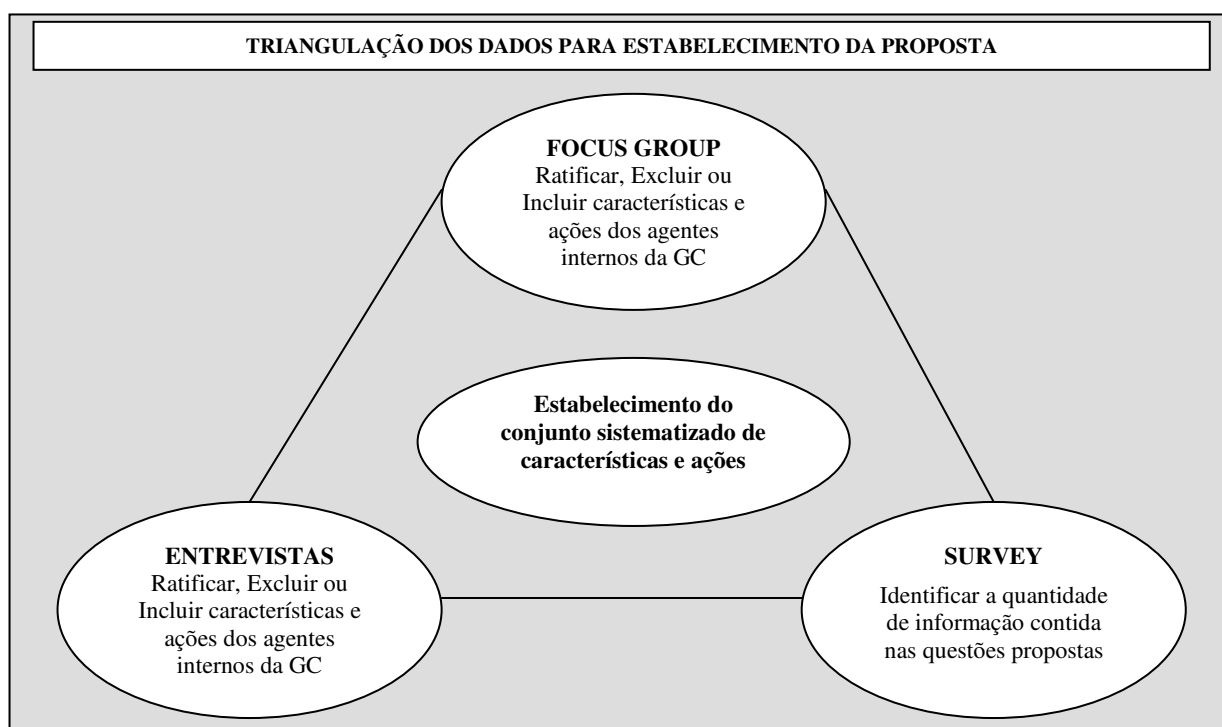 TRIANGULAÇÃO DOS DADOS PARA ESTABELECIMENTO DA PROPOSTA
FOCUS GROUP
Ratificar, Excluir ou
Incluir características e
ações dos agentes
internos da GC
Estabelecimento do
conjunto sistematizado de
características e ações
ENTREVISTAS
Ratificar, Excluir ou
Incluir características e
ações dos agentes
internos da GC
SURVEY
Identificar a quantidade
de informação contida
nas questões propostas